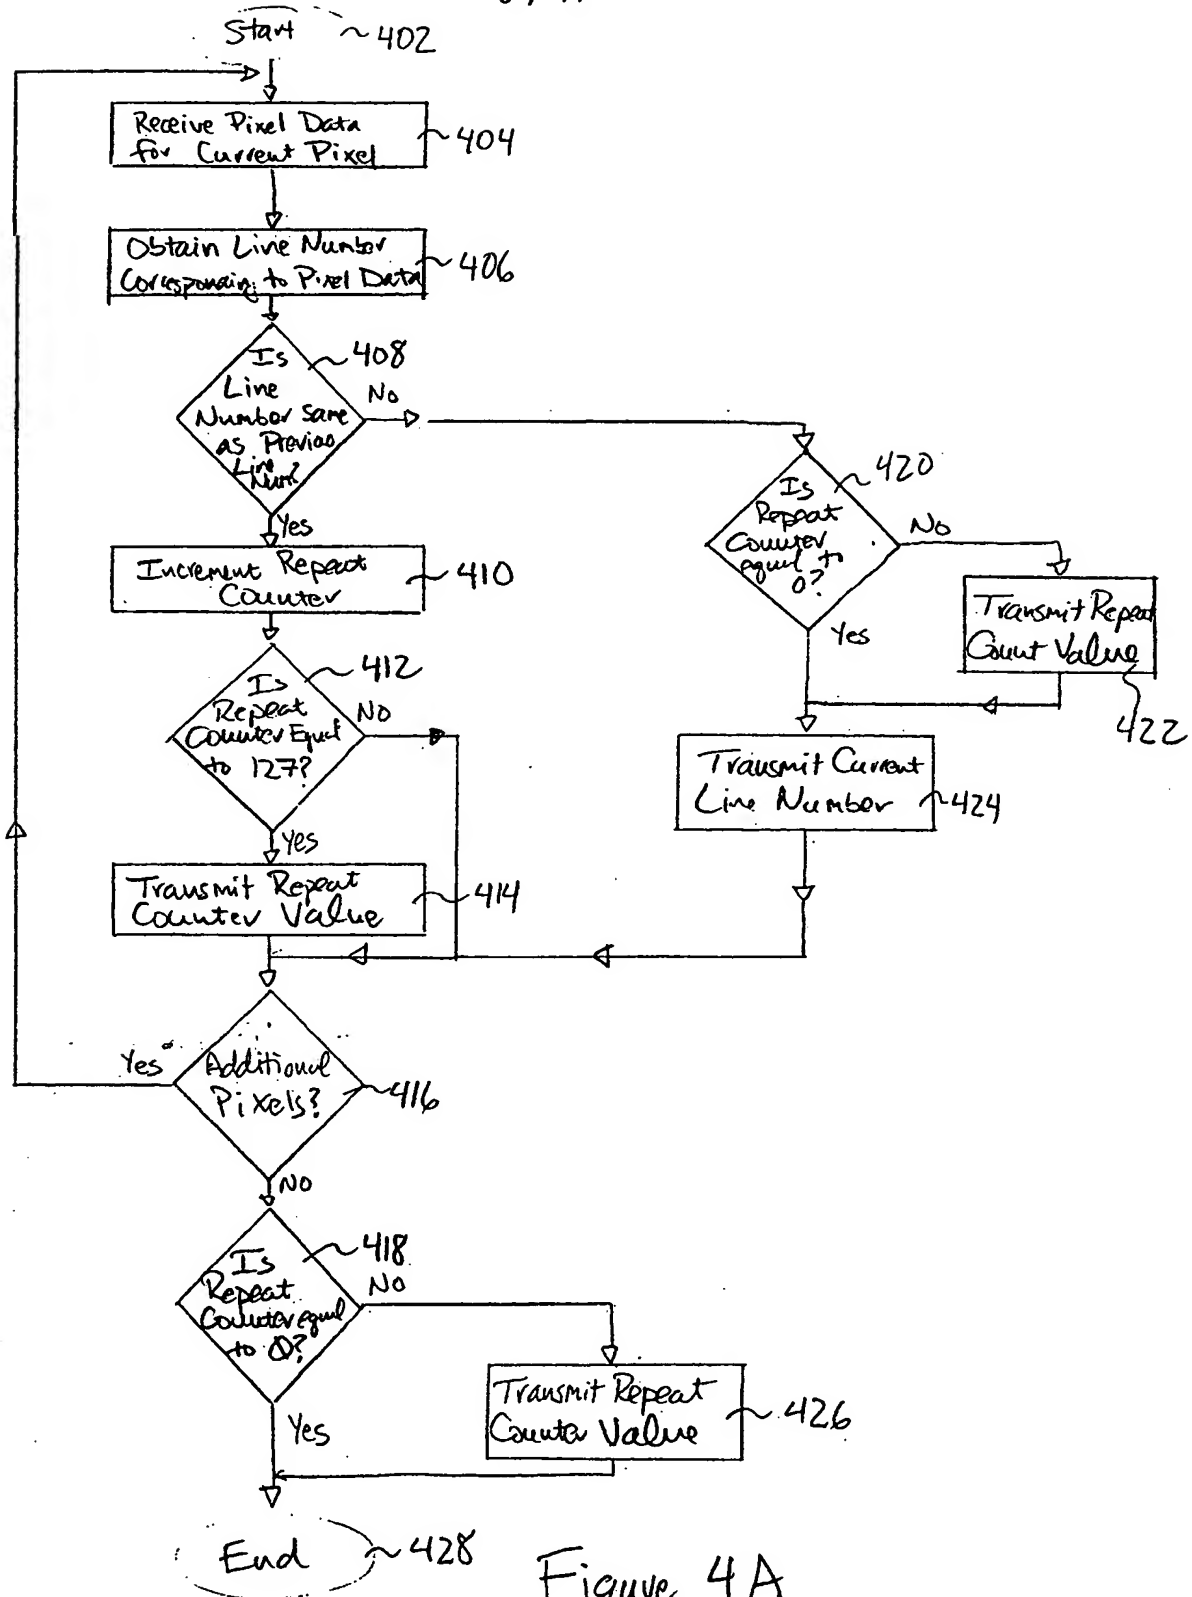 Start
402
Receive Pixel Data
for Current Pixel
404
Obtain Line Number
Corresponding to Pixel Data
406
Is
Line
Number same
as Previou
Line
Num?
408
No
Yes
Increment Repeat
Counter
410
Is
Repeat
Counter Equal
to 127?
412
No
Yes
Transmit Repeat
Counter Value
414
Is
Repeat
Counter
equal to
0?
420
No
Yes
Transmit Repeat
Count Value
422
Transmit Current
Line Number
424
Additional
Pixels?
416
Yes
No
Is
Repeat
Counter equal
to 0?
418
No
Yes
Transmit Repeat
Counter Value
426
End
428
Figure 4A